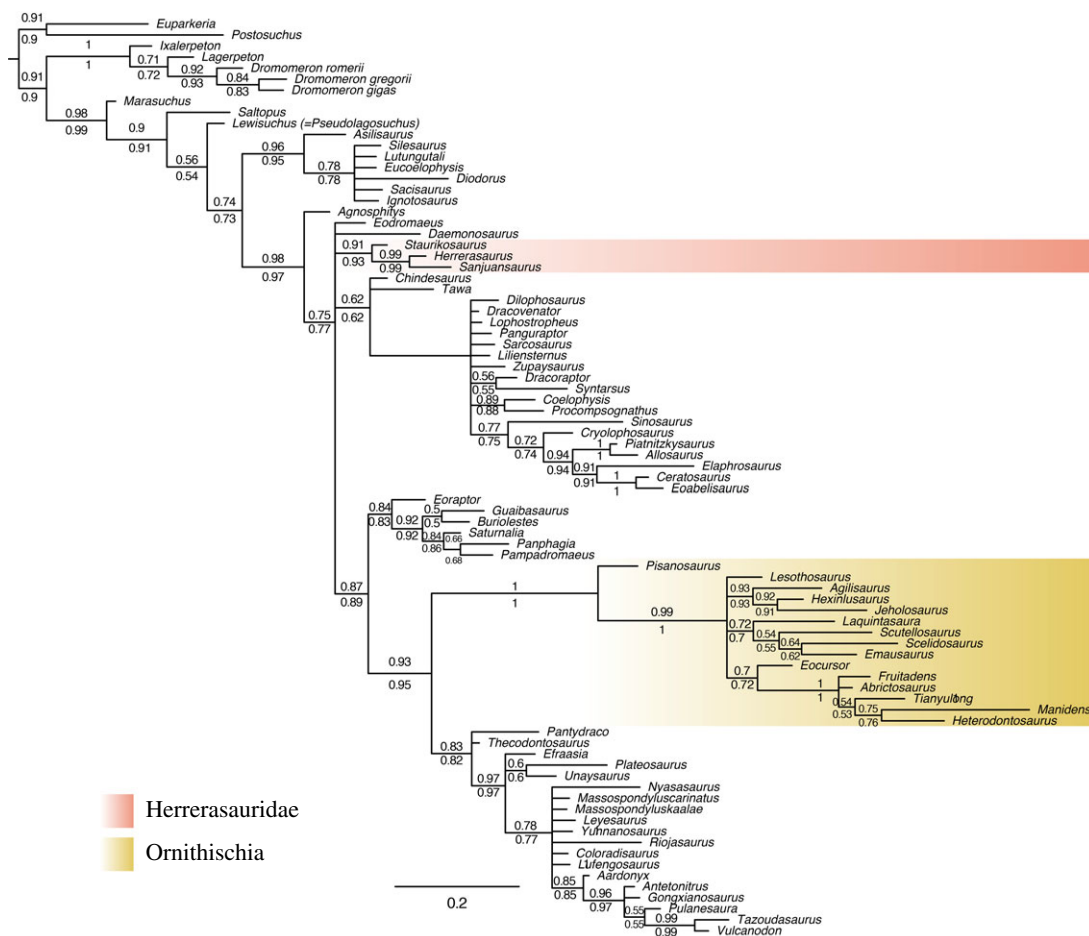 0.91
Euparkeria
0.9
Postosuchus
1
Ixalerpeton
1
0.71
Lagerpeton
0.72
0.92
Dromomeron romerii
0.93
0.84
Dromomeron gregorii
0.83
Dromomeron gigas
0.91
0.9
Marasuchus
0.98
0.99
Saltopus
0.9
0.91
Lewisuchus (=Pseudolagosuchus)
0.56
0.54
Asilisaurus
0.96
0.95
Silesaurus
Lutungutali
0.78
Eucoelophysis
0.78
Diodorus
Sacisaurus
Ignotosaurus
0.74
0.73
Agnosphitys
0.98
0.97
Eodromaeus
Daemonosaurus
0.91
Staurikosaurus
0.93
0.99
Herrerasaurus
0.99
Sanjuansaurus
Chindesaurus
Tawa
0.62
0.62
0.75
0.77
Dilophosaurus
Dracovenator
Lophostropheus
Panguraptor
Sarcosaurus
Liliensternus
Zupaysaurus
0.56
Dracoraptor
0.55
Syntarsus
0.89
Coelophysis
0.88
Procompsognathus
0.77
Sinosaurus
0.75
0.72
Cryolophosaurus
0.74
1
Piatnitzkysaurus
1
Allosaurus
0.94
0.94
0.91
Elaphrosaurus
0.91
1
Ceratosaurus
1
Eoabelisaurus
0.84
Eoraptor
0.83
0.5
Guaibasaurus
0.92
0.5
Buriolestes
0.92
0.84
Saturnalia
0.66
0.86
Panphagia
0.68
Pampadromaeus
0.87
0.89
Pisanosaurus
1
1
Lesothosaurus
0.93
Agilisaurus
0.93
0.92
Hexinlusaurus
0.91
Jeholosaurus
0.99
1
0.72
Laquintasaura
0.7
0.54
Scutellosaurus
0.55
0.64
Scelidosaurus
0.62
Emausaurus
0.7
Eocursor
0.72
1
Fruitadens
1
Abrictosaurus
0.54
Tianyulong
1
0.53
0.75
Manidens
0.76
Heterodontosaurus
0.93
0.95
0.83
Pantydraco
0.82
Thecodontosaurus
0.97
Efraasia
0.97
0.6
Plateosaurus
0.6
Unaysaurus
Nyasasaurus
Massospondyluscarinatus
Massospondyluskaalae
Leyesaurus
0.78
Yunnanosaurus
0.77
Riojasaurus
Coloradisaurus
Lufengosaurus
1
0.85
Aardonyx
0.85
0.96
Antetonitrus
0.97
Gongxianosaurus
0.55
Pulanesaura
0.55
0.99
Tazoudasaurus
0.99
Vulcanodon
Herrerasauridae
Ornithischia
0.2